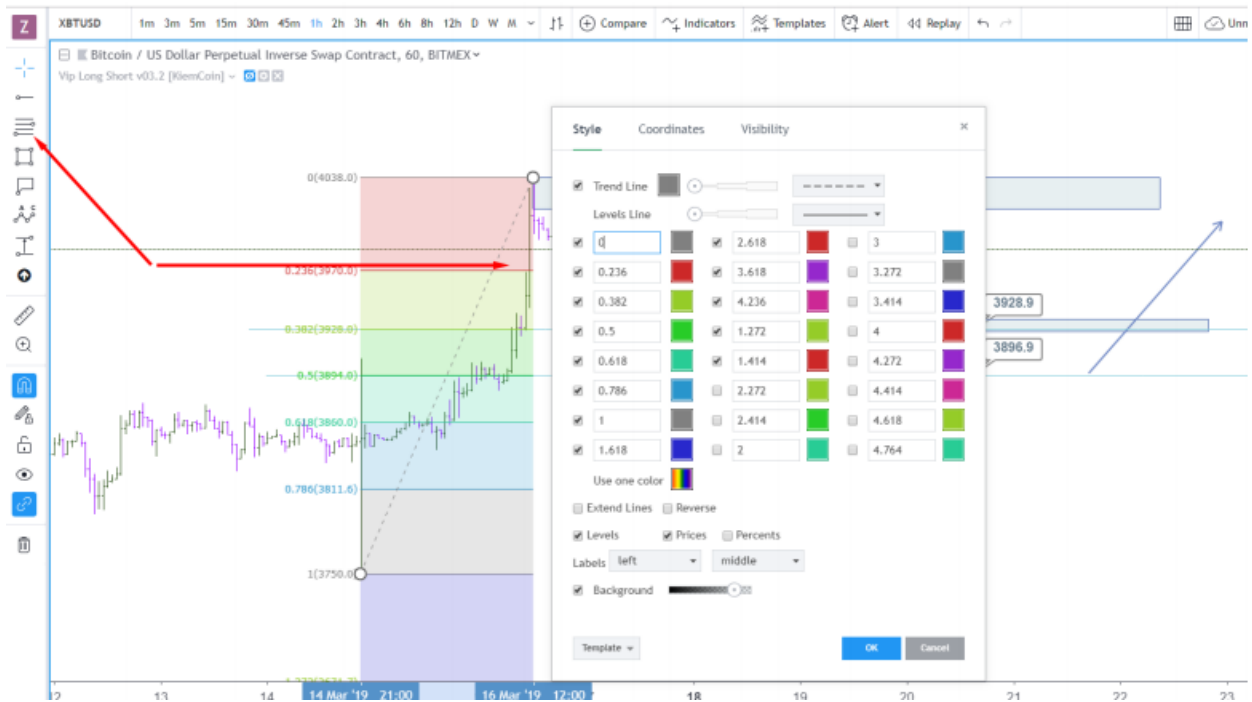 Z XBTUSD 1m 3m 5m 15m 30m 45m 1h 2h 3h 4h 6h 8h 12h D W M Compare Indicators Templates Alert Replay Unn
Bitcoin / US Dollar Perpetual Inverse Swap Contract, 60, BITMEX
Vip Long Short v03.2 [KiemCoin]
Style Coordinates Visibility
0(4038.0)
Trend Line
Levels Line
0 2.618 3
0.236(3970.0)
0.236 3.618 3.272
0.382 4.236 3.414
3928.9
0.382(3928.0)
0.5 1.272 4
3896.9
0.618 1.414 4.272
0.5(3894.0)
0.786 2.272 4.414
0.618(3860.0)
1 2.414 4.618
1.618 2 4.764
Use one color
0.786(3811.6)
Extend Lines Reverse
Levels Prices Percents
Labels left middle
1(3750.0)
Background
Template OK Cancel
12 13 14 14 Mar '19 21:00 16 Mar '19 12:00 18 19 20 21 22 23